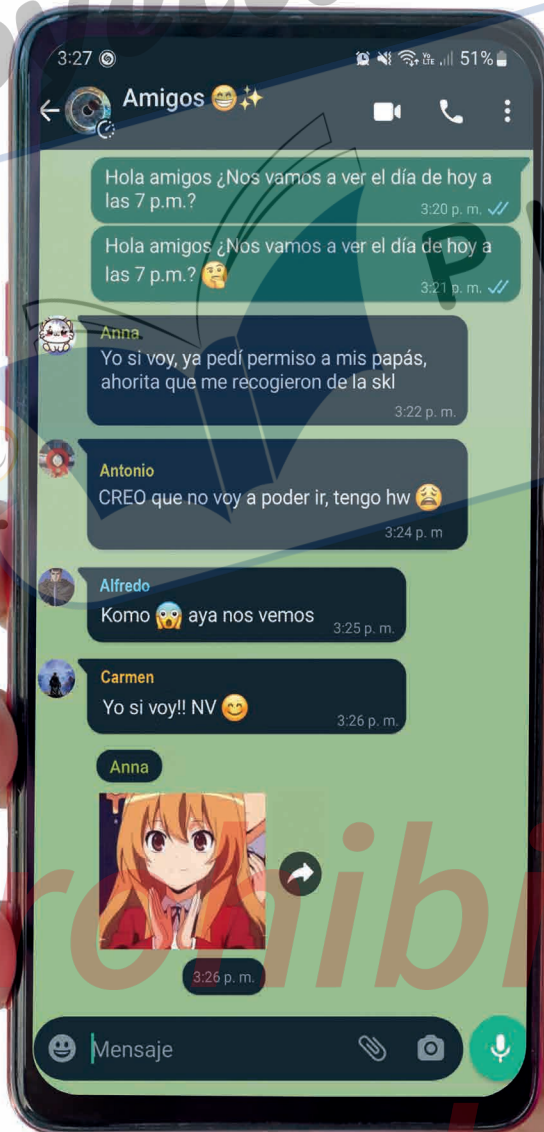 3:27 51%
Amigos 😁✨
Hola amigos ¿Nos vamos a ver el día de hoy a
las 7 p.m.?
3:20 p. m.
Hola amigos ¿Nos vamos a ver el día de hoy a
las 7 p.m.? 🤔
3:21 p. m.
Anna
Yo si voy, ya pedí permiso a mis papás,
ahorita que me recogieron de la skl
3:22 p. m.
Antonio
CREO que no voy a poder ir, tengo hw 😩
3:24 p. m
Alfredo
Komo 😱 aya nos vemos
3:25 p. m.
Carmen
Yo si voy!! NV 😊
3:26 p. m.
Anna
3:26 p. m.
Mensaje